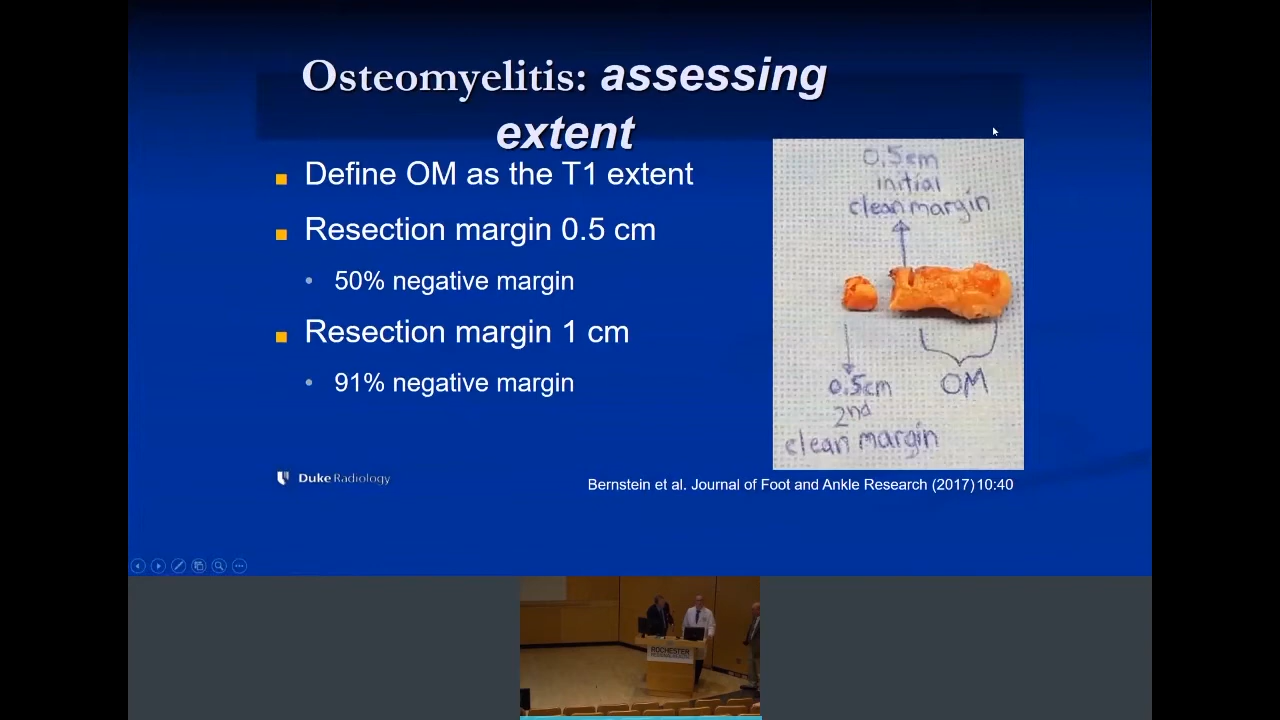 Osteomyelitis: assessing
extent
Define OM as the T1 extent
Resection margin 0.5 cm
50% negative margin
Resection margin 1 cm
91% negative margin
0.5cm
initial
clean margin
OM
0.5cm
2nd
clean margin
Duke Radiology
Bernstein et al. Journal of Foot and Ankle Research (2017) 10:40
ROCHESTER